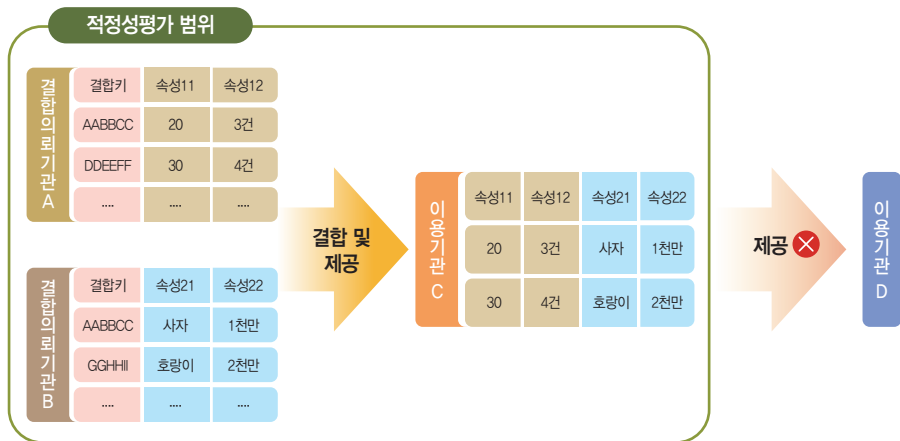 적정성평가 범위
결합의뢰기관 A
결합키 속성11 속성12
AABBCC 20 3건
DDEEFF 30 4건
.... .... ....
결합의뢰기관 B
결합키 속성21 속성22
AABBCC 사자 1천만
GGHHII 호랑이 2천만
.... .... ....
결합 및
제공
이용기관 C
속성11 속성12 속성21 속성22
20 3건 사자 1천만
30 4건 호랑이 2천만
제공
이용기관 D